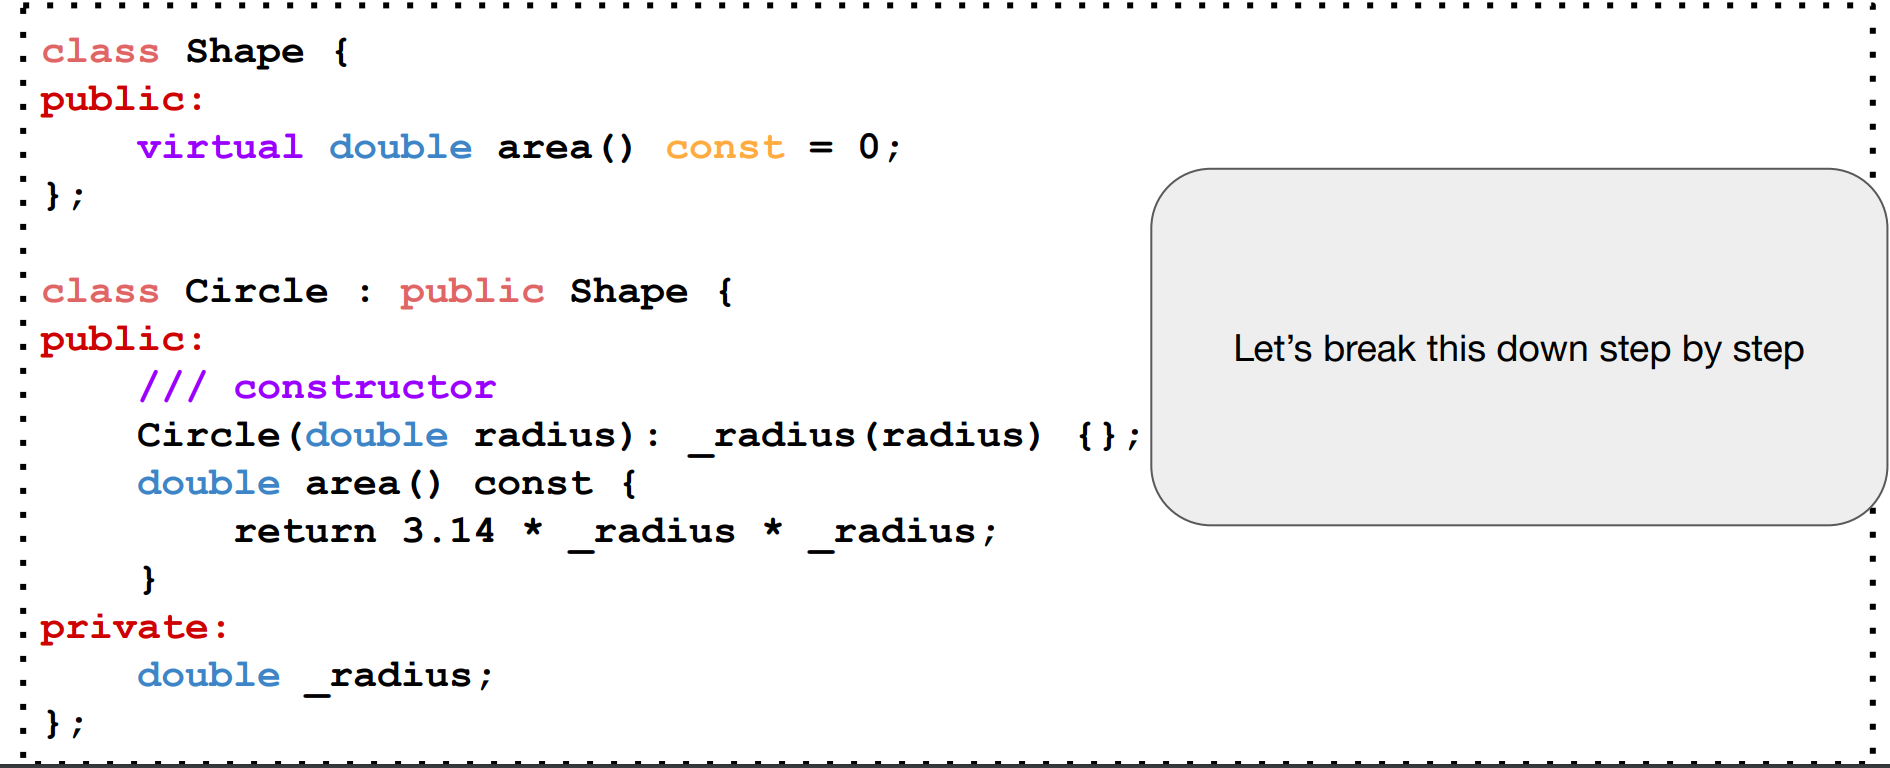 class Shape {
public:
    virtual double area() const = 0;
};

class Circle : public Shape {
public:
    /// constructor
    Circle(double radius): _radius(radius) {};
    double area() const {
        return 3.14 * _radius * _radius;
    }
private:
    double _radius;
};
Let’s break this down step by step